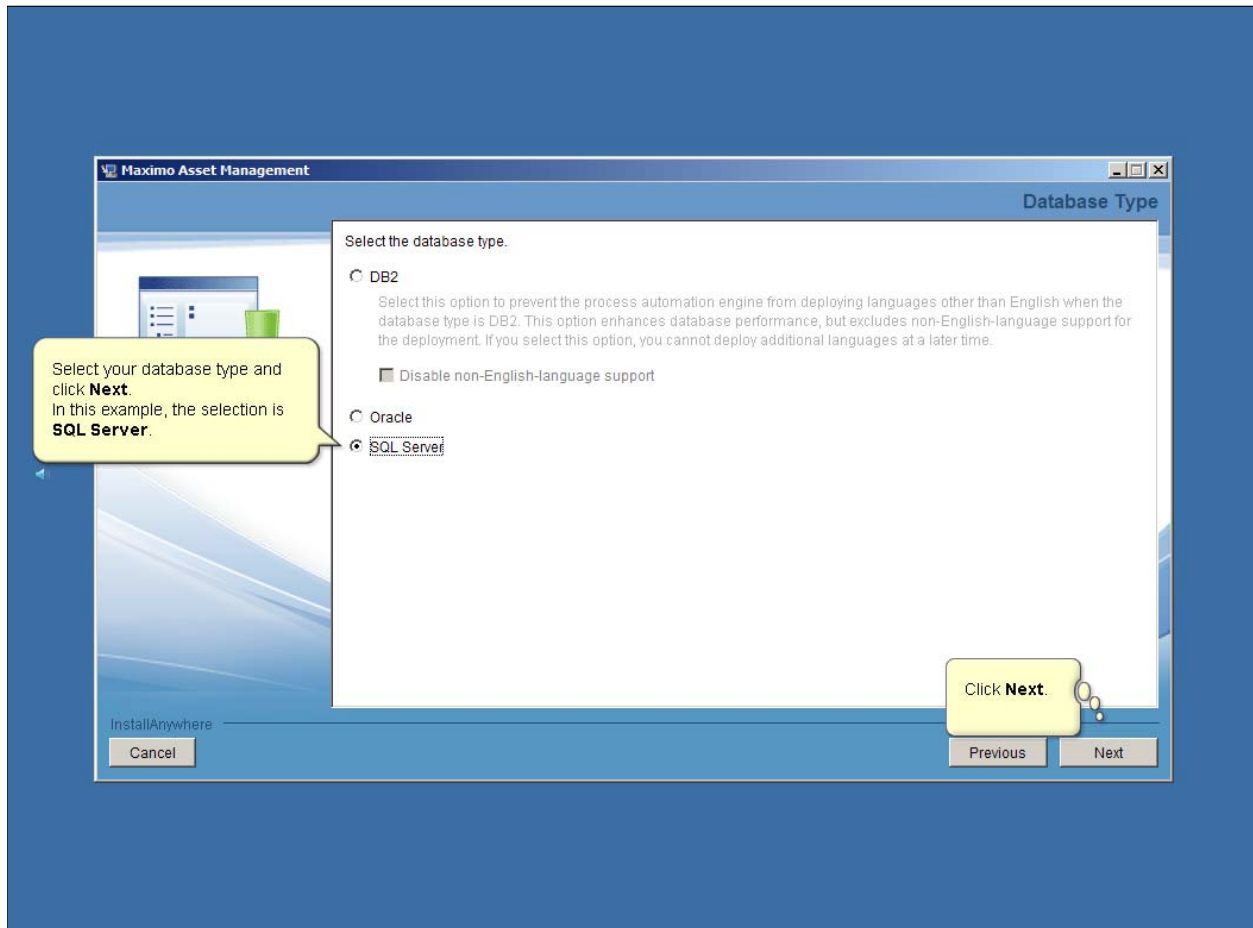 Maximo Asset Management
Database Type
Select the database type.
DB2
Select this option to prevent the process automation engine from deploying languages other than English when the
database type is DB2. This option enhances database performance, but excludes non-English-language support for
the deployment. If you select this option, you cannot deploy additional languages at a later time.
Disable non-English-language support
Oracle
SQL Server
Select your database type and
click Next.
In this example, the selection is
SQL Server.
Click Next.
InstallAnywhere
Cancel
Previous
Next